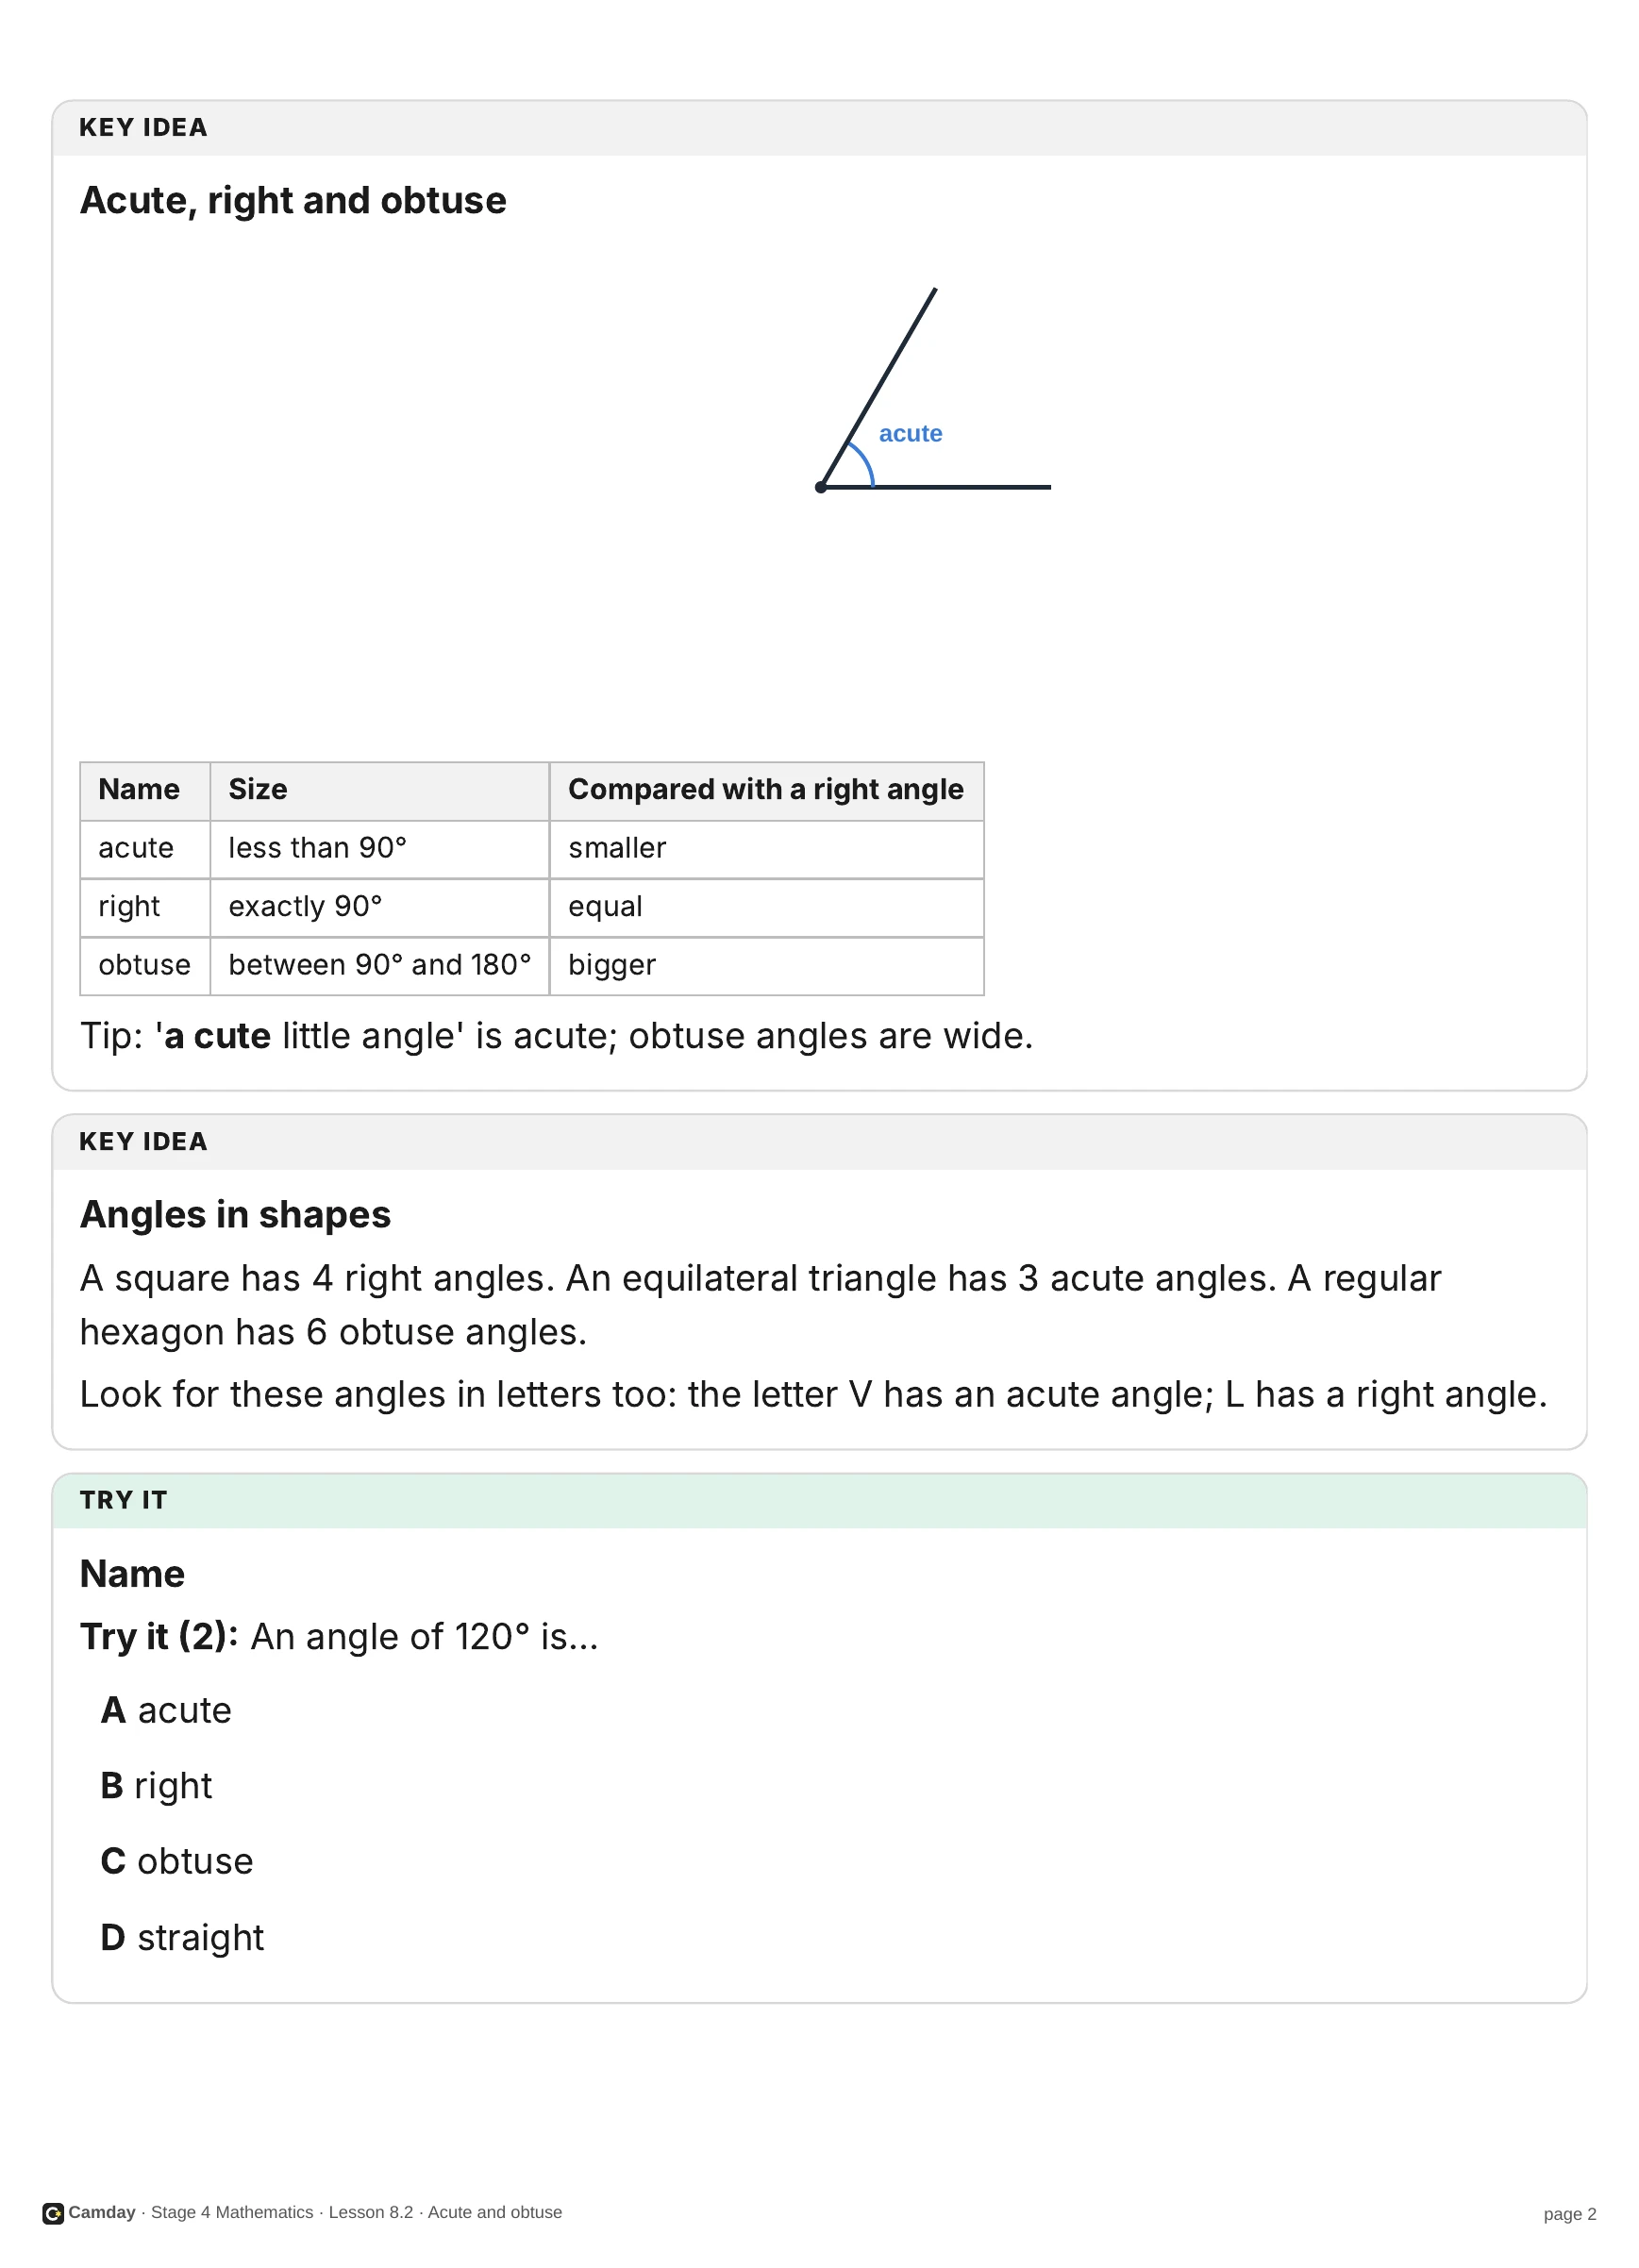 KEY IDEA
Acute, right and obtuse
acute
Name Size Compared with a right angle
acute less than 90° smaller
right exactly 90° equal
obtuse between 90° and 180° bigger
Tip: 'a cute little angle' is acute; obtuse angles are wide.
KEY IDEA
Angles in shapes
A square has 4 right angles. An equilateral triangle has 3 acute angles. A regular
hexagon has 6 obtuse angles.
Look for these angles in letters too: the letter V has an acute angle; L has a right angle.
TRY IT
Name
Try it (2): An angle of 120° is...
A acute
B right
C obtuse
D straight
Camday · Stage 4 Mathematics · Lesson 8.2 · Acute and obtuse
page 2